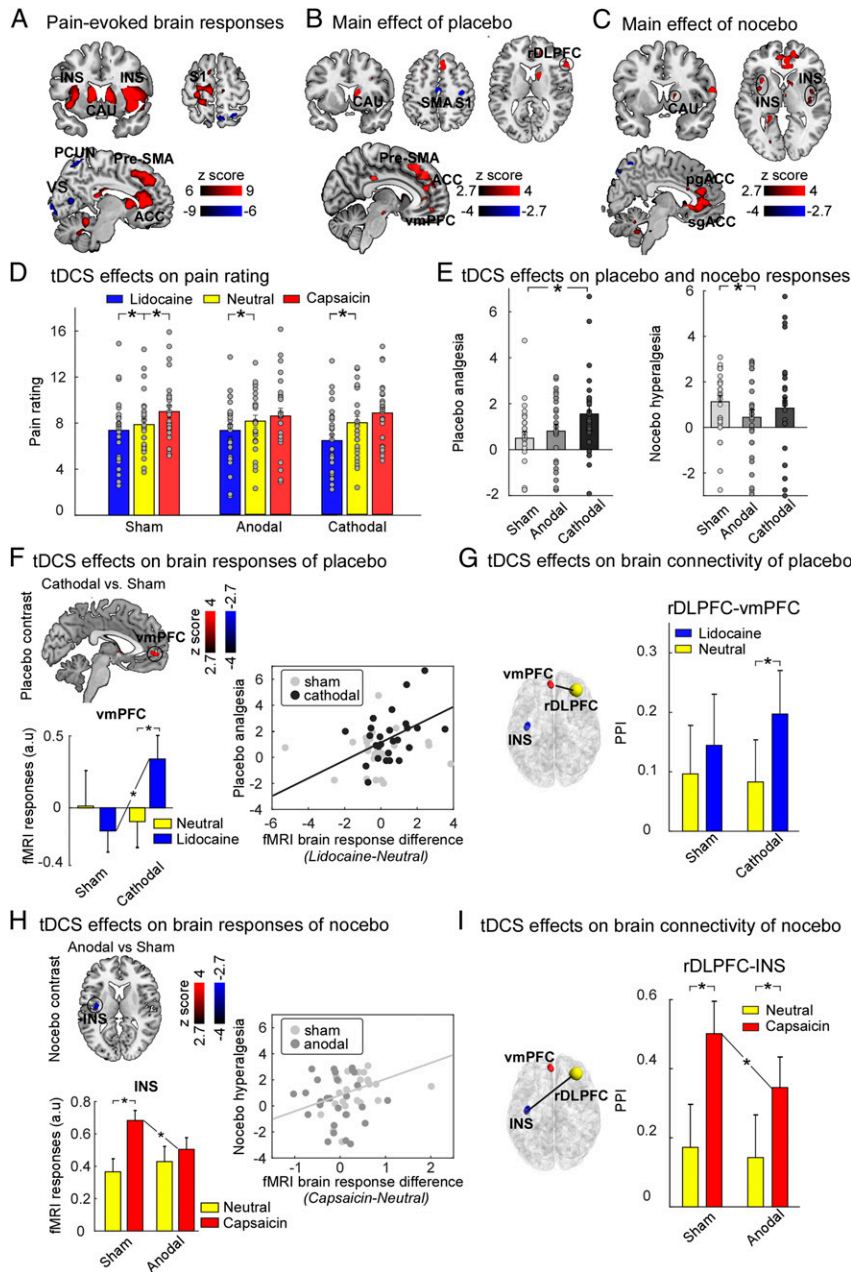 A Pain-evoked brain responses
INS INS
CAU
S1
PCUN
Pre-SMA
VS
ACC
z score
6 9
-9 -6
B Main effect of placebo
rDLPFC
CAU
SMA S1
Pre-SMA
ACC
vmPFC
z score
2.7 4
-4 -2.7
C Main effect of nocebo
CAU
INS INS
pgACC
sgACC
z score
2.7 4
-4 -2.7
D tDCS effects on pain rating
Lidocaine Neutral Capsaicin
Pain rating
16
12
8
4
0
* * * *
Sham Anodal Cathodal
E tDCS effects on placebo and nocebo responses
Placebo analgesia
6
4
2
0
-2
*
Sham Anodal Cathodal
Nocebo hyperalgesia
4
2
0
-2
*
Sham Anodal Cathodal
F tDCS effects on brain responses of placebo
Cathodal vs. Sham
Placebo contrast
vmPFC
z score
2.7 4
-4 -2.7
vmPFC
fMRI responses (a.u)
0.5
0
-0.4
* *
Neutral
Lidocaine
Sham Cathodal
sham
cathodal
Placebo analgesia
6
4
2
0
-2
-4
-6 -4 -2 0 2 4
fMRI brain response difference
(Lidocaine-Neutral)
G tDCS effects on brain connectivity of placebo
rDLPFC-vmPFC
Lidocaine
Neutral
vmPFC
rDLPFC
INS
PPI
0.3
0.2
0.1
0
*
Sham Cathodal
H tDCS effects on brain responses of nocebo
Anodal vs Sham
Nocebo contrast
INS
z score
2.7 4
-4 -2.7
INS
fMRI responses (a.u)
0.8
0.6
0.4
0.2
0
* *
Neutral
Capsaicin
Sham Anodal
sham
anodal
Nocebo hyperalgesia
6
4
2
0
-2
-4
-1 0 1 2
fMRI brain response difference
(Capsaicin-Neutral)
I tDCS effects on brain connectivity of nocebo
rDLPFC-INS
Neutral
Capsaicin
vmPFC
rDLPFC
INS
PPI
0.6
0.4
0.2
0
* * *
Sham Anodal